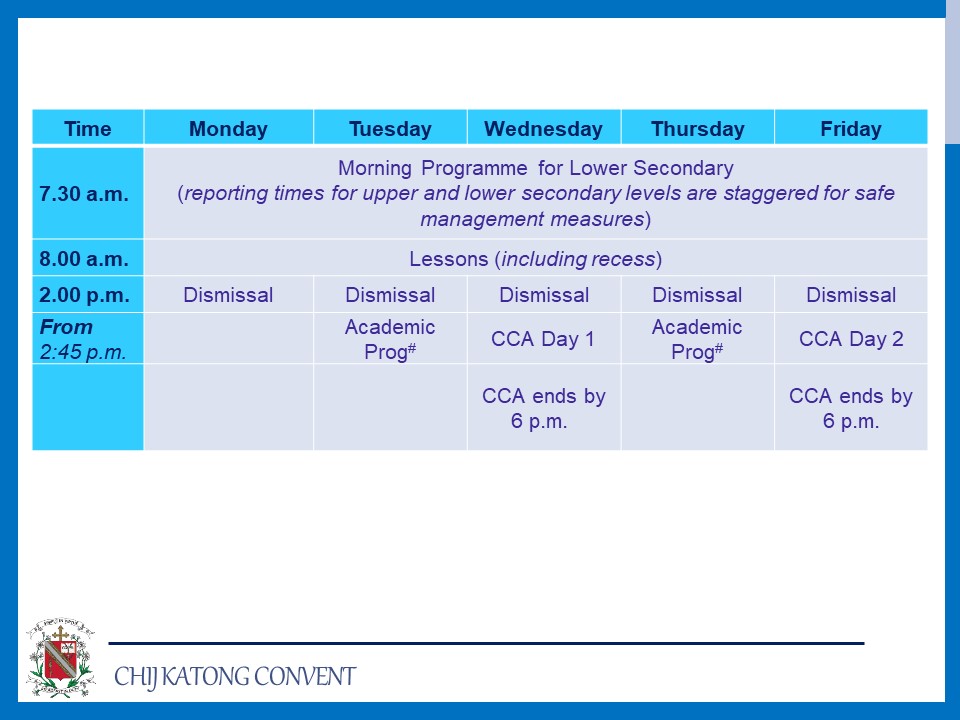 Time Monday Tuesday Wednesday Thursday Friday
7.30 a.m.
Morning Programme for Lower Secondary
(reporting times for upper and lower secondary levels are staggered for safe
management measures)
8.00 a.m. Lessons (including recess)
2.00 p.m. Dismissal Dismissal Dismissal Dismissal Dismissal
From
2:45 p.m.
Academic
Prog#
CCA Day 1
Academic
Prog#
CCA Day 2
CCA ends by
6 p.m.
CCA ends by
6 p.m.
CHIJ KATONG CONVENT